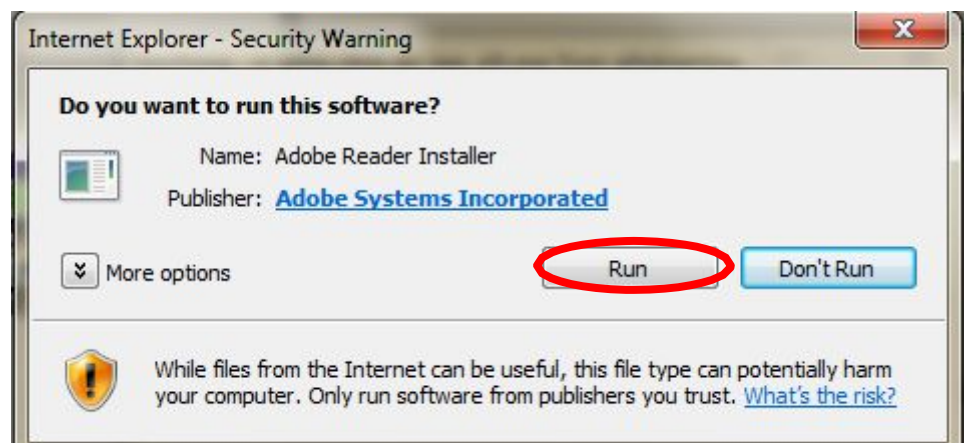 Internet Explorer - Security Warning
Do you want to run this software?
Name: Adobe Reader Installer
Publisher: Adobe Systems Incorporated
More options
Run
Don't Run
While files from the Internet can be useful, this file type can potentially harm
your computer. Only run software from publishers you trust. What's the risk?